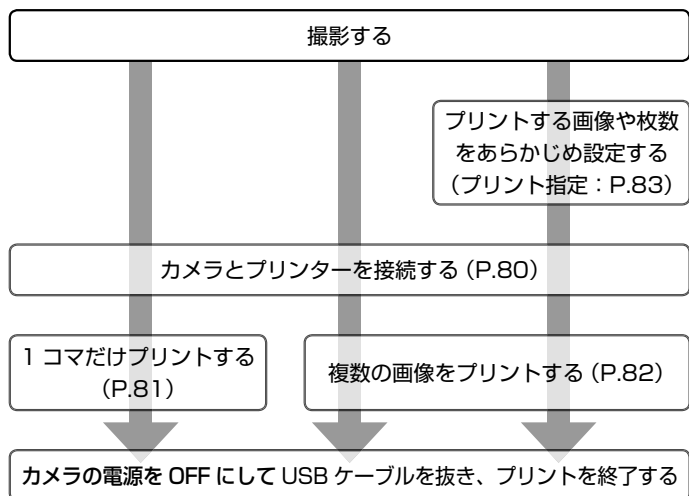 撮影する
プリントする画像や枚数
をあらかじめ設定する
（プリント指定：P.83）
カメラとプリンターを接続する（P.80）
1 コマだけプリントする
（P.81）
複数の画像をプリントする（P.82）
カメラの電源を OFF にして USB ケーブルを抜き、プリントを終了する